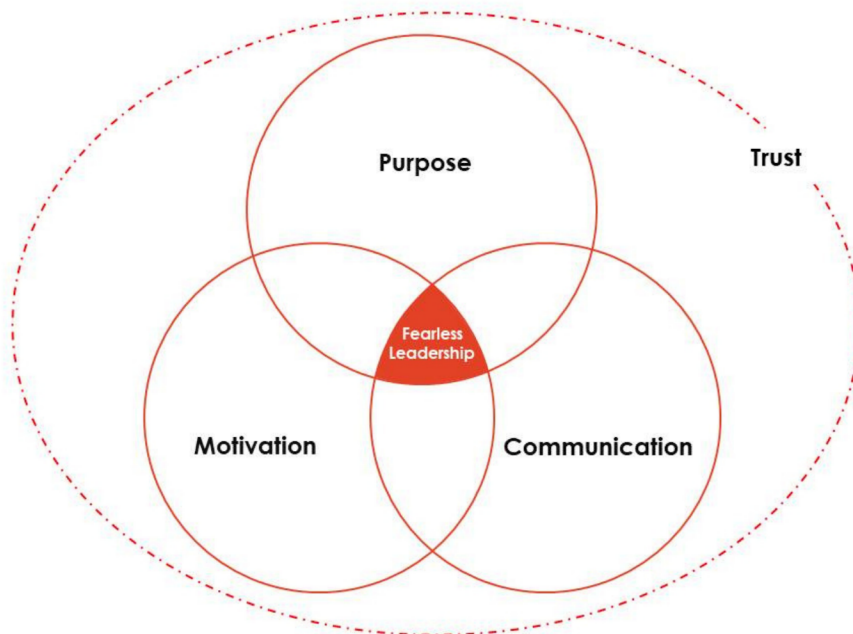 Trust
Purpose
Fearless
Leadership
Motivation
Communication